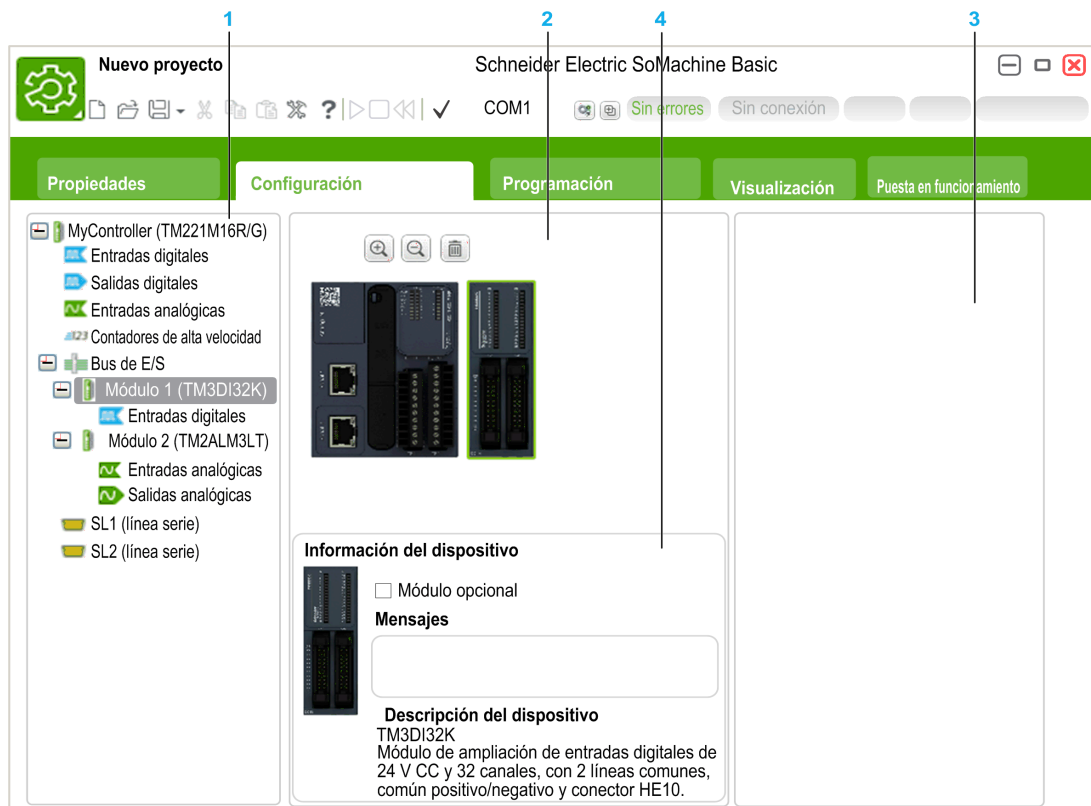 1 2 4 3
Nuevo proyecto
Schneider Electric SoMachine Basic
COM1
Sin errores
Sin conexión
Propiedades
Configuración
Programación
Visualización
Puesta en funcionamiento
MyController (TM221M16R/G)
Entradas digitales
Salidas digitales
Entradas analógicas
Contadores de alta velocidad
Bus de E/S
Módulo 1 (TM3DI32K)
Entradas digitales
Módulo 2 (TM2ALM3LT)
Entradas analógicas
Salidas analógicas
SL1 (línea serie)
SL2 (línea serie)
Información del dispositivo
Módulo opcional
Mensajes
Descripción del dispositivo
TM3DI32K
Módulo de ampliación de entradas digitales de
24 V CC y 32 canales, con 2 líneas comunes,
común positivo/negativo y conector HE10.